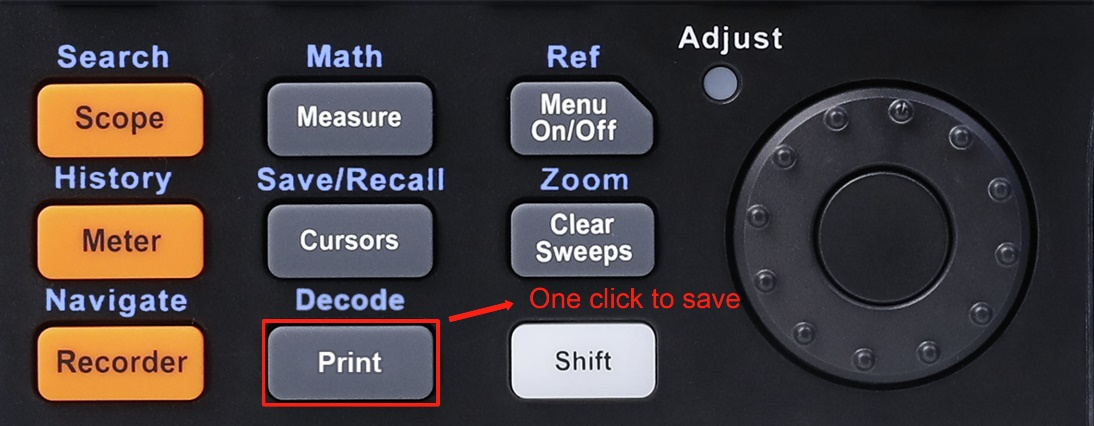 Adjust
Search
Math
Ref
Scope
Measure
Menu
On/Off
History
Save/Recall
Zoom
Meter
Cursors
Clear
Sweeps
Navigate
Decode
One click to save
Recorder
Print
Shift